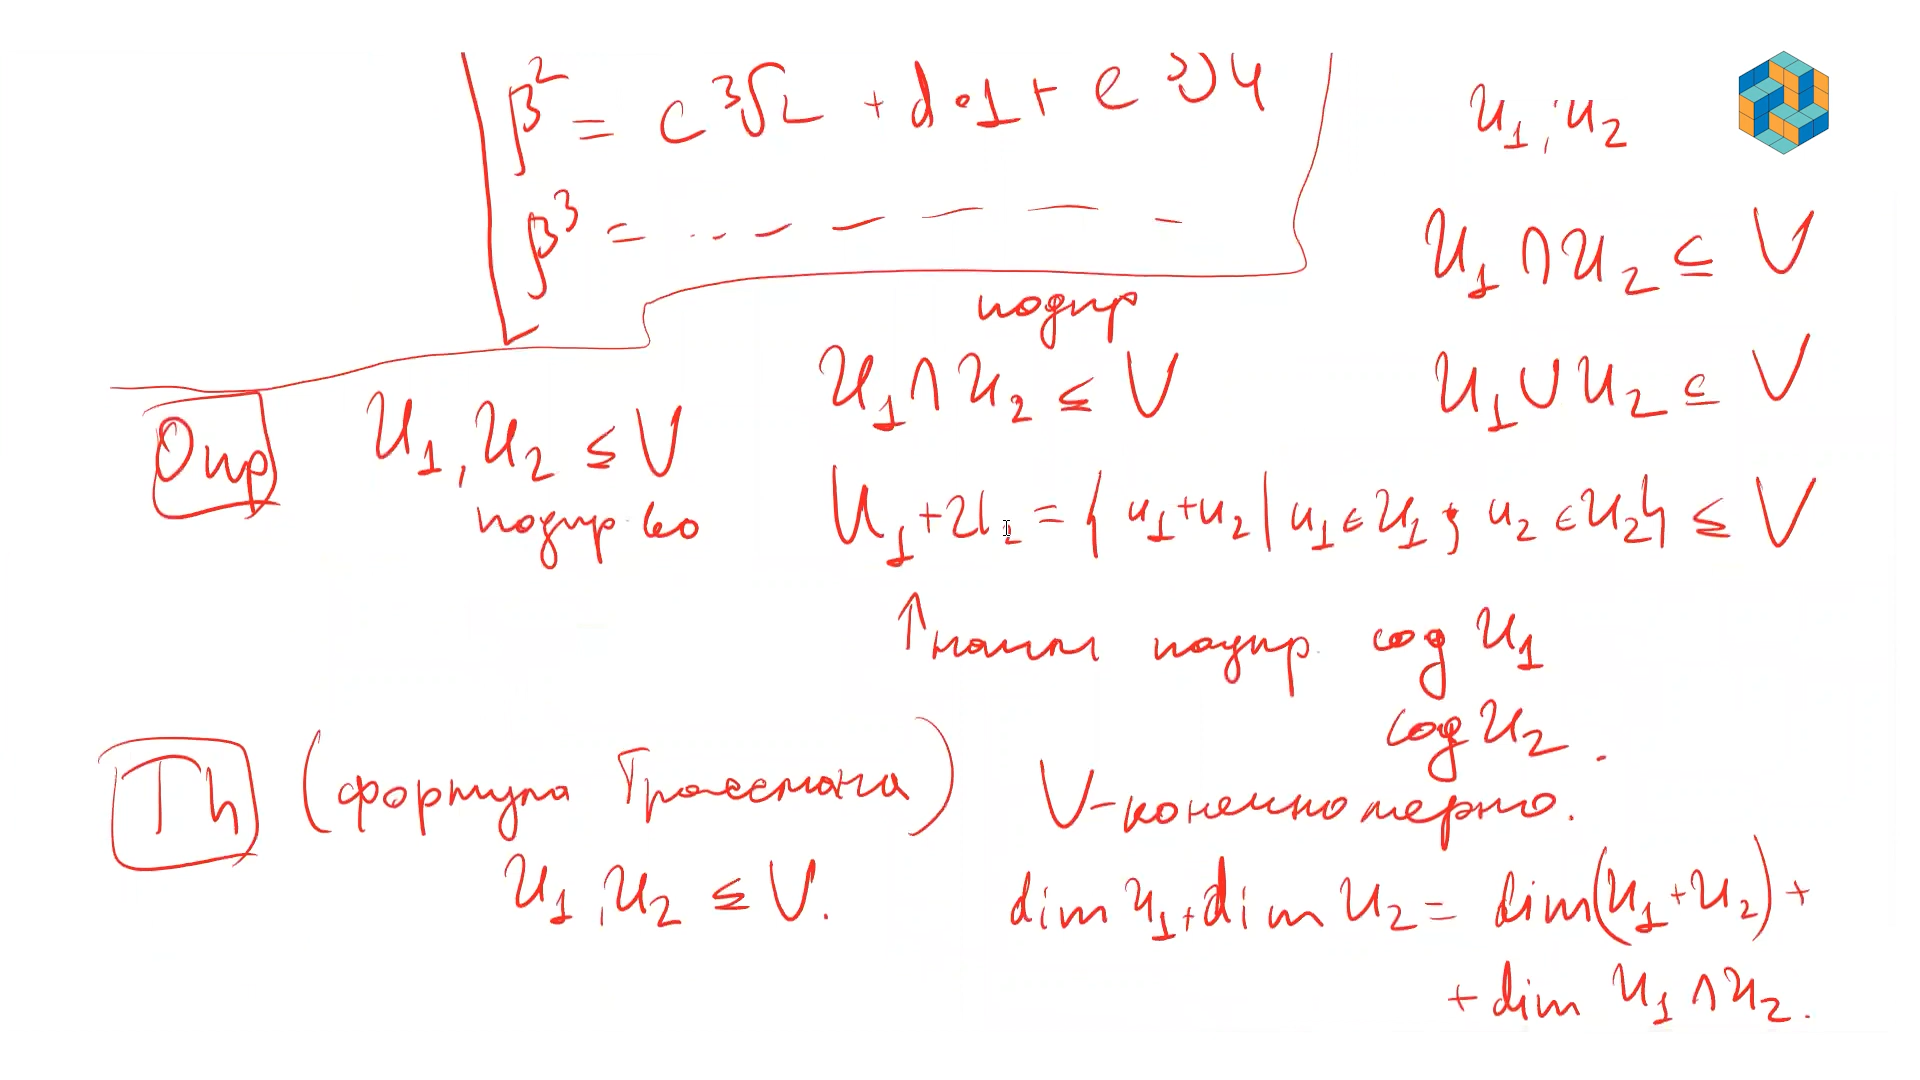 β² = c ∛2 + d·1 + e ∛4
β³ = .. – – – – –
U₁, U₂
U₁ ∩ U₂ ⊆ V
U₁ ∪ U₂ ⊆ V
Опр
U₁, U₂ ≤ V
подпр-во
подпр
U₁ ∩ U₂ ≤ V
U₁ + U₂ = { u₁+u₂ | u₁ ∈ U₁ ; u₂ ∈ U₂ } ≤ V
↑ наим подпр. сод U₁
сод U₂.
Th (формула Грассмана) V - конечномерно.
U₁, U₂ ≤ V.
dim U₁ + dim U₂ = dim(U₁+U₂) +
+ dim U₁ ∩ U₂.